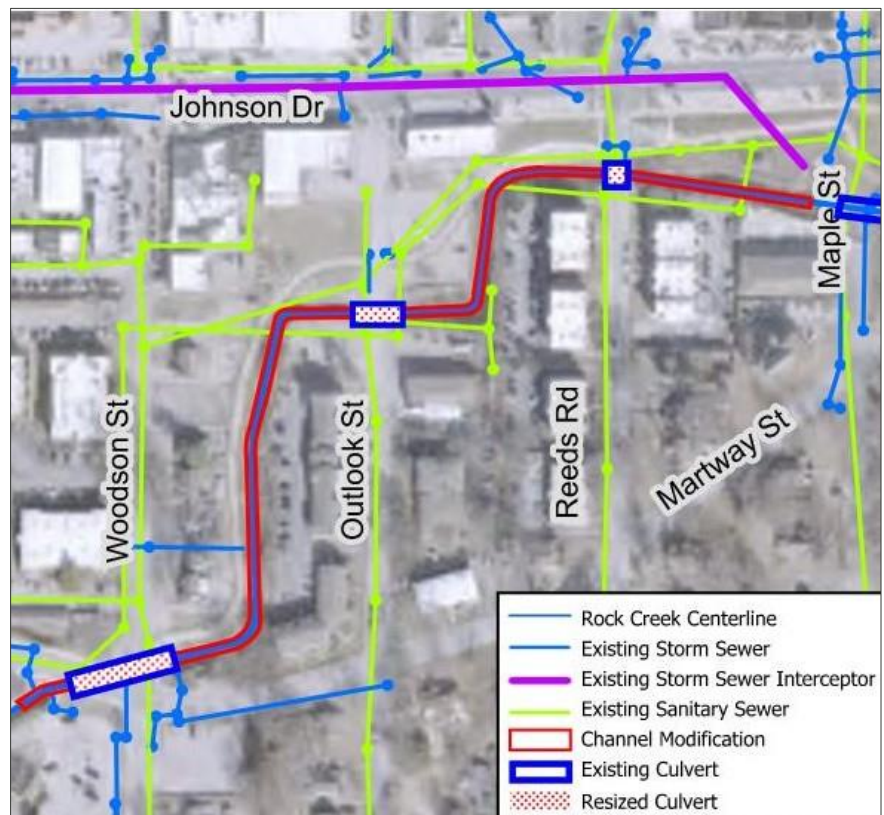 Johnson Dr
Maple St
Woodson St
Outlook St
Reeds Rd
Martway St
Rock Creek Centerline
Existing Storm Sewer
Existing Storm Sewer Interceptor
Existing Sanitary Sewer
Channel Modification
Existing Culvert
Resized Culvert